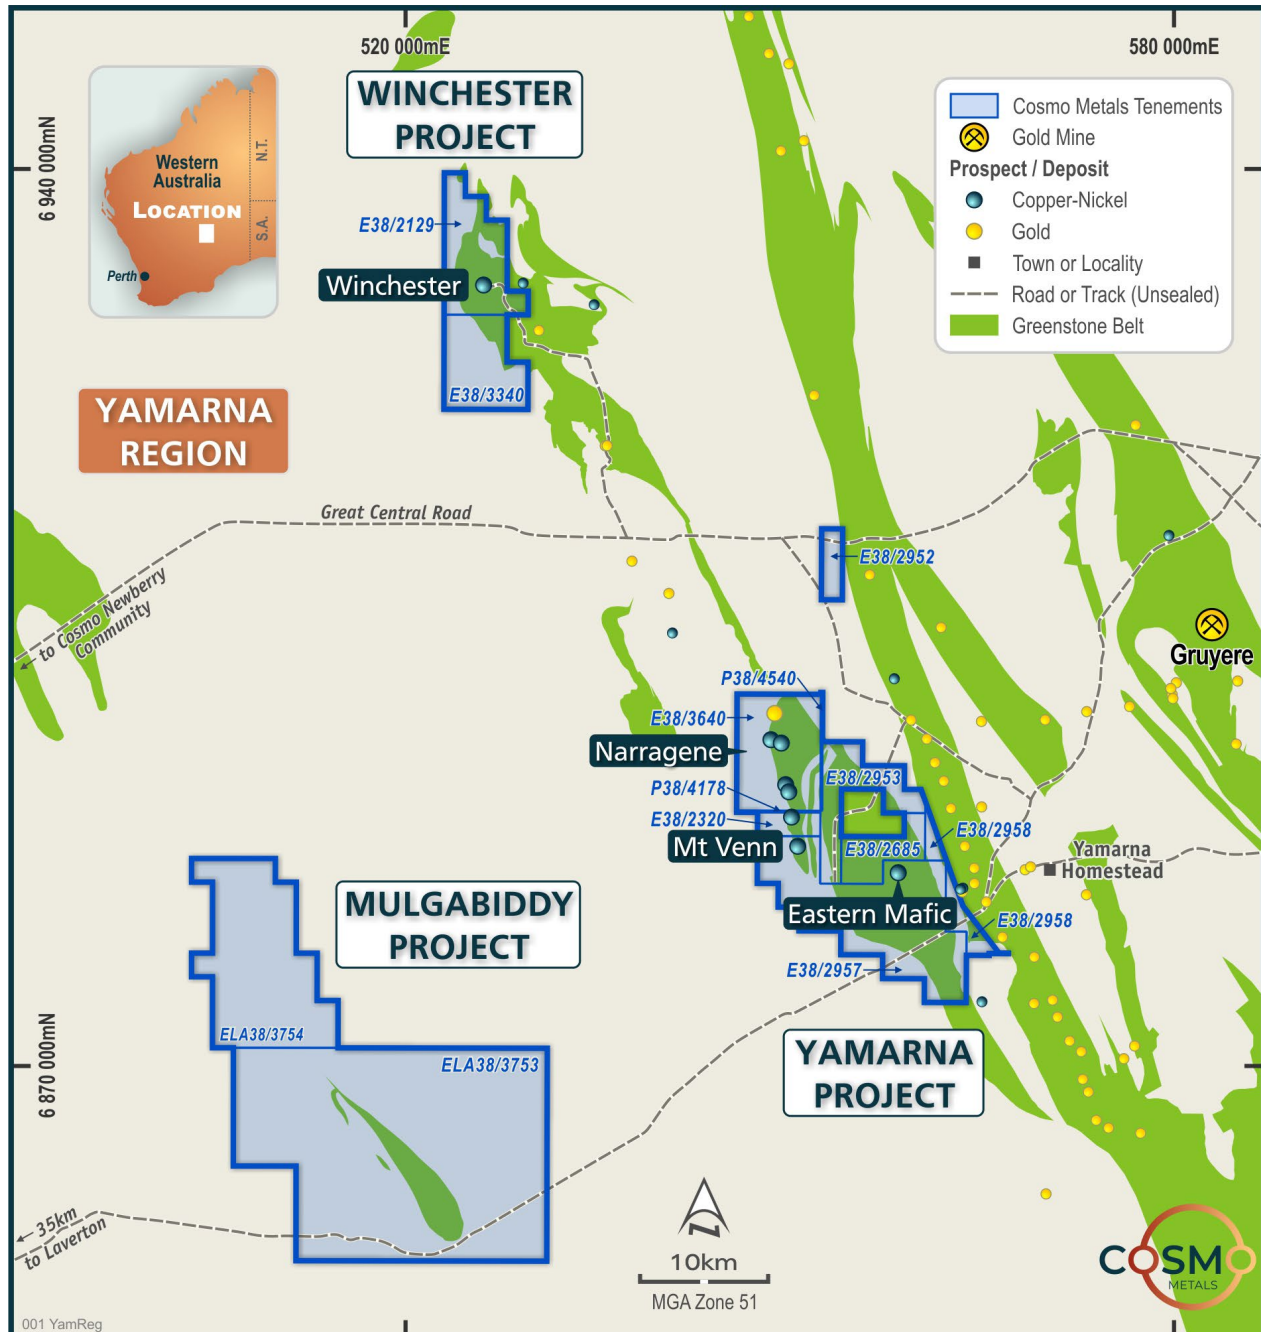 520 000mE
580 000mE
6 940 000mN
6 870 000mN
Western
Australia
LOCATION
N.T.
S.A.
Perth
WINCHESTER
PROJECT
Cosmo Metals Tenements
Gold Mine
Prospect / Deposit
Copper-Nickel
Gold
Town or Locality
Road or Track (Unsealed)
Greenstone Belt
E38/2129
Winchester
E38/3340
YAMARNA
REGION
Great Central Road
to Cosmo Newberry
Community
E38/2952
Gruyere
P38/4540
E38/3640
Narragene
E38/2953
P38/4178
E38/2320
E38/2958
Mt Venn
E38/2685
Yamarna
Homestead
Eastern Mafic
E38/2958
E38/2957
MULGABIDDY
PROJECT
ELA38/3754
ELA38/3753
YAMARNA
PROJECT
35km
to Laverton
N
10km
MGA Zone 51
COSMO
METALS
001 YamReg